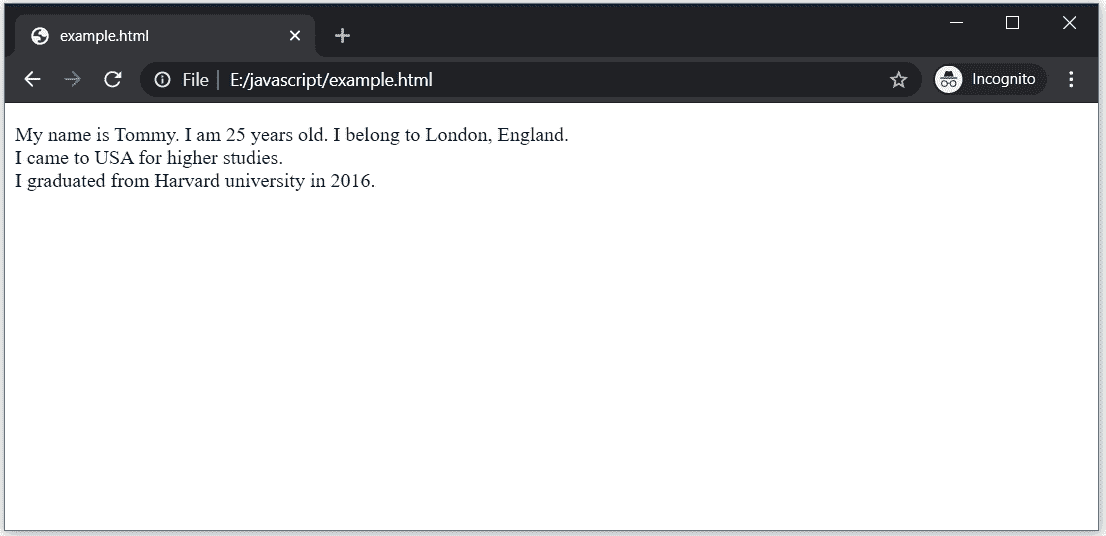 example.html
File | E:/javascript/example.html
Incognito
My name is Tommy. I am 25 years old. I belong to London, England.
I came to USA for higher studies.
I graduated from Harvard university in 2016.